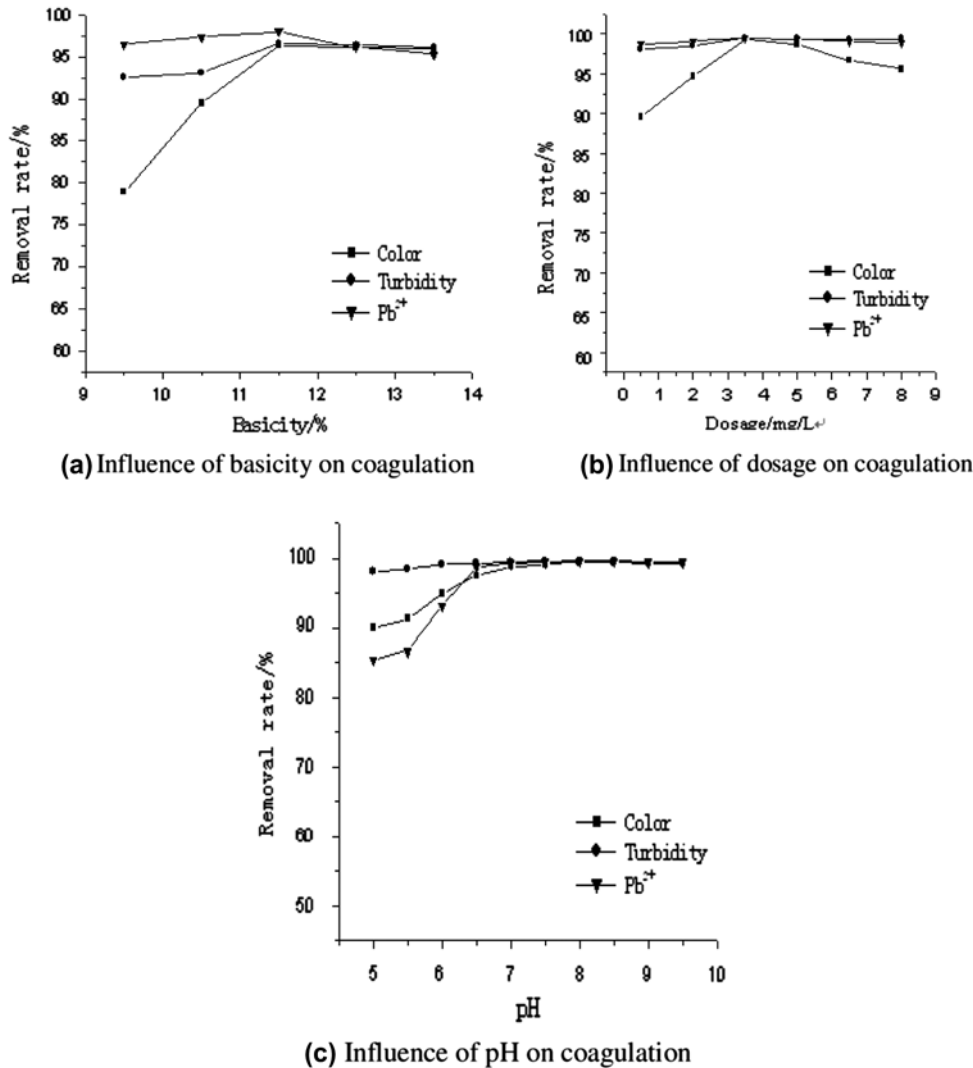 100
95
90
85
80
75
70
65
60
Removal rate/%
Color
Turbidity
Pb²⁺
9 10 11 12 13 14
Basicity/%
(a) Influence of basicity on coagulation
100
95
90
85
80
75
70
65
60
Removal rate/%
Color
Turbidity
Pb²⁺
0 1 2 3 4 5 6 7 8 9
Dosage/mg/L↵
(b) Influence of dosage on coagulation
100
90
80
70
60
50
Removal rate/%
Color
Turbidity
Pb²⁺
5 6 7 8 9 10
pH
(c) Influence of pH on coagulation